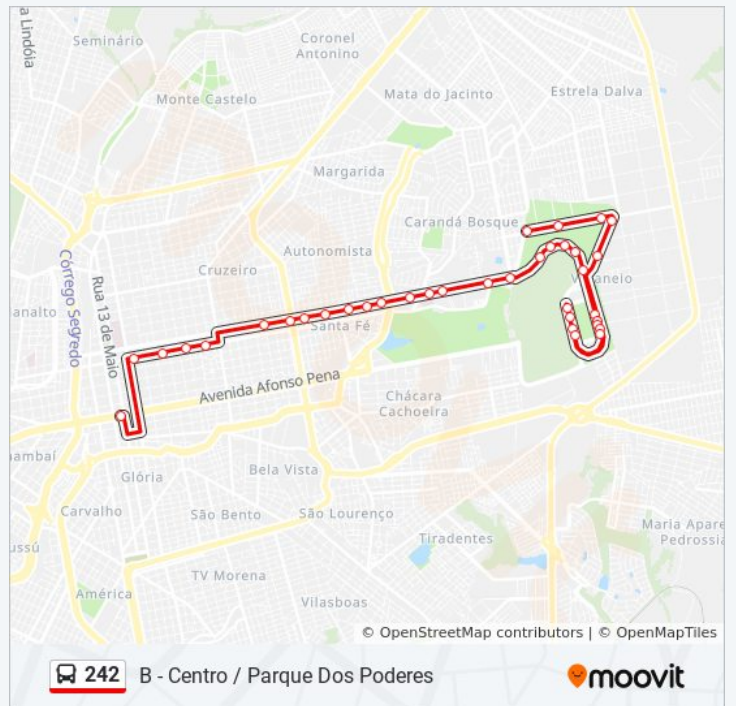 a Lindóia
Seminário
Coronel
Antonino
Monte Castelo
Mata do Jacinto
Estrela Dalva
Margarida
Carandá Bosque
Córrego Segredo
Rua 13 de Maio
Autonomista
Cruzeiro
V
aneio
analto
Santa Fé
Avenida Afonso Pena
Chácara
Cachoeira
ambaí
Glória
Bela Vista
Carvalho
São Bento
São Lourenço
Maria Apare
Pedrossia
ussú
Tiradentes
TV Morena
América
Vilasboas
© OpenStreetMap contributors | © OpenMapTiles
242 B - Centro / Parque Dos Poderes
moovit